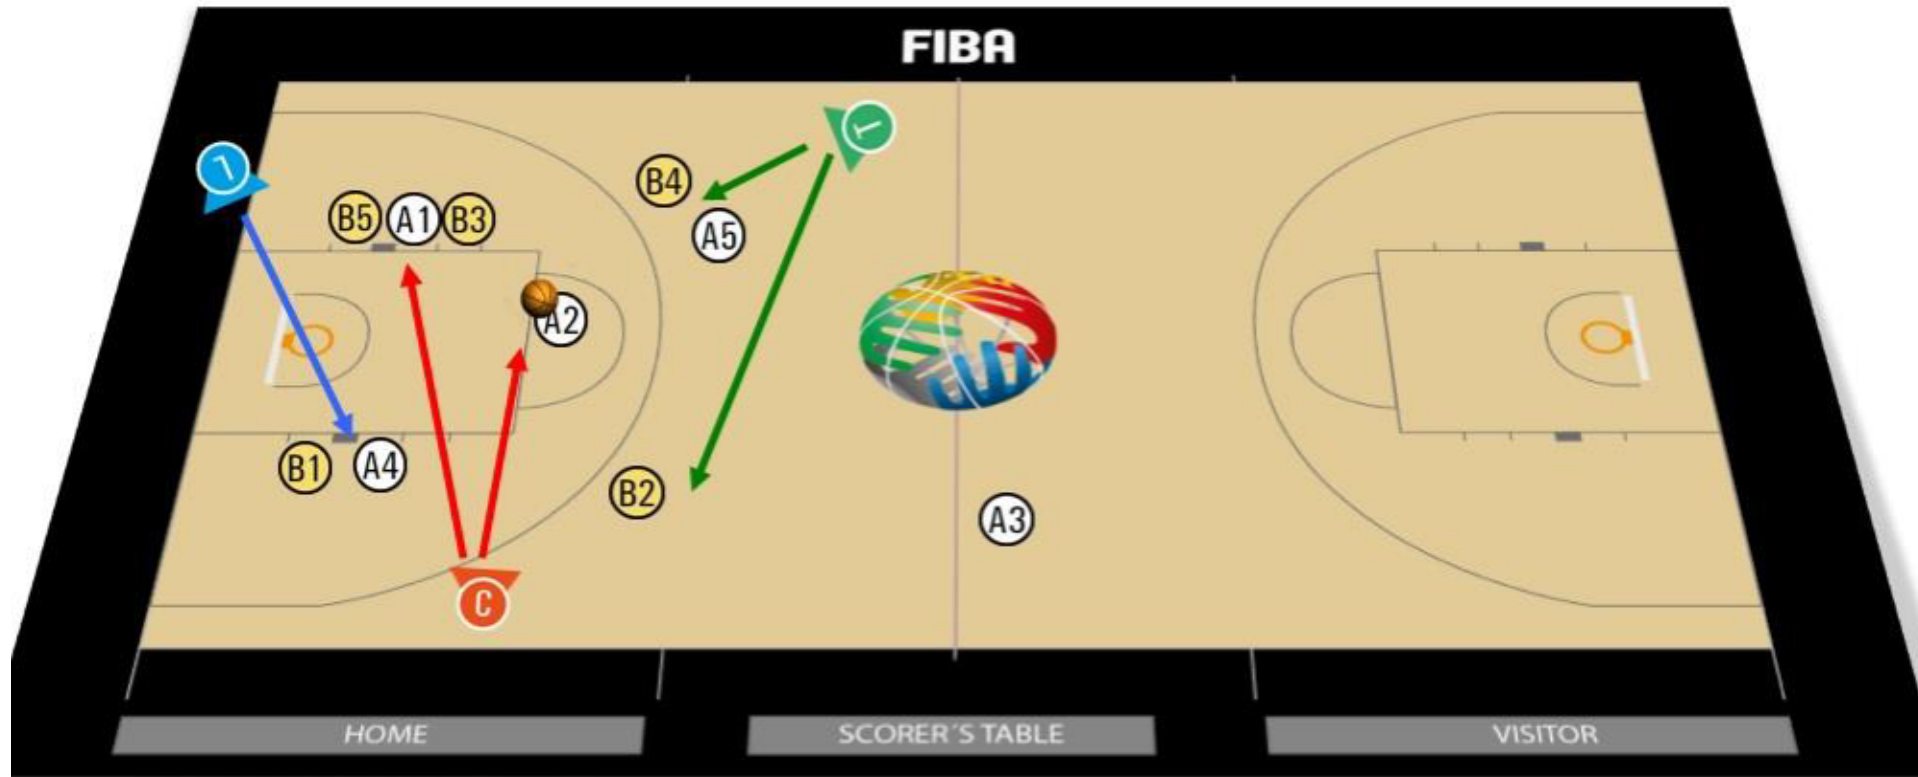 FIBA
T
L
B4
B5
A1
B3
A5
A2
B1
A4
B2
A3
C
HOME
SCORER´S TABLE
VISITOR